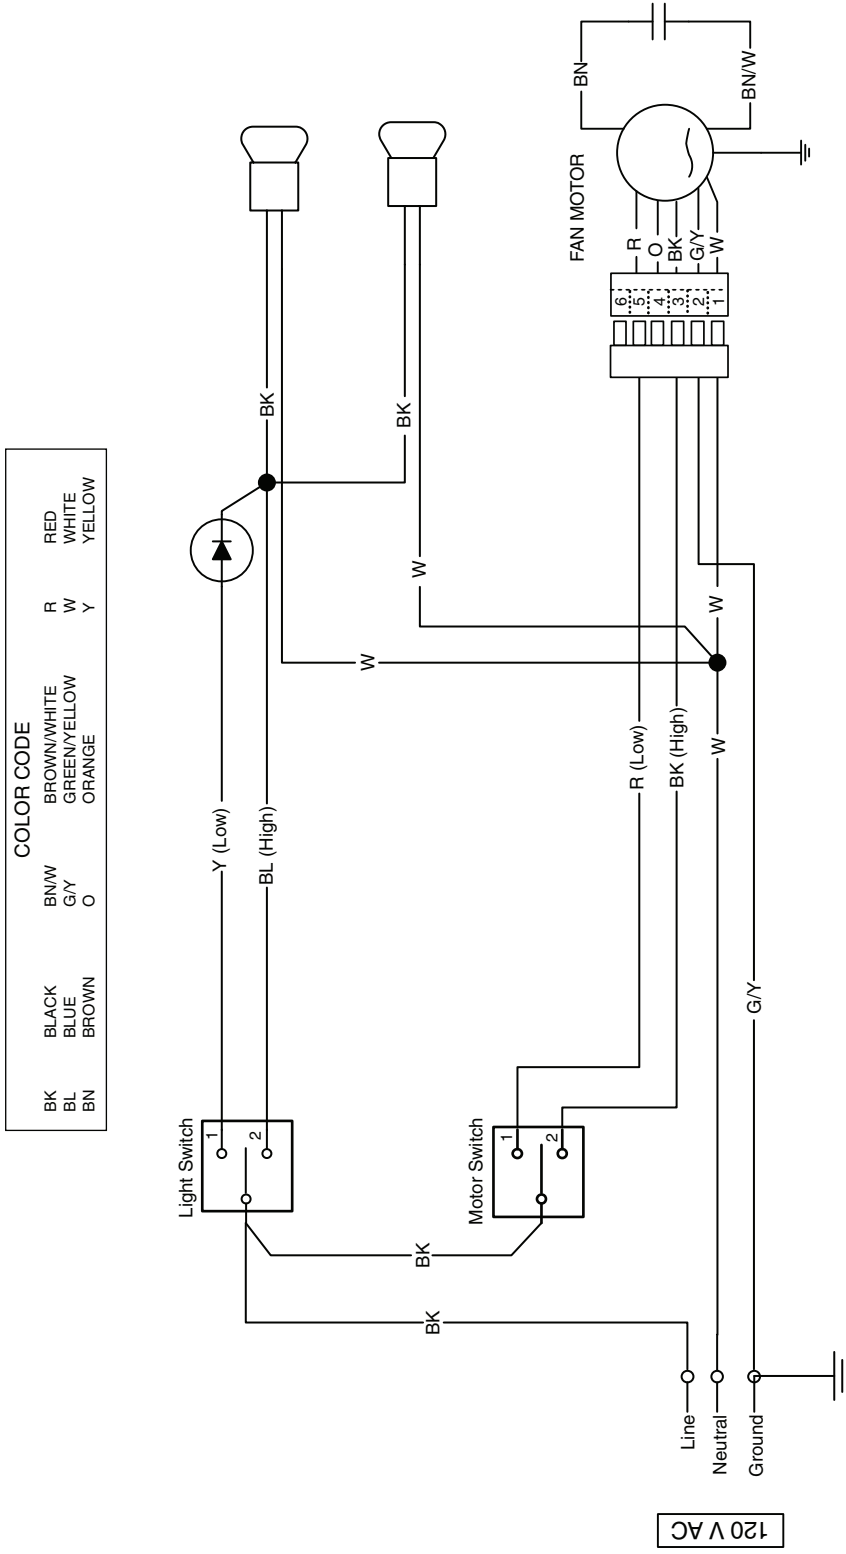 COLOR CODE
BK BLACK BN/W BROWN/WHITE R RED
BL BLUE G/Y GREEN/YELLOW W WHITE
BN BROWN O ORANGE Y YELLOW
Light Switch
1
2
Y (Low)
BL (High)
BK
BK
W
W
BK
BK
Motor Switch
1
2
R (Low)
BK (High)
W
W
G/Y
FAN MOTOR
6
5
4
3
2
1
R
O
BK
G/Y
W
BN
BN/W
Line
Neutral
Ground
120 V AC